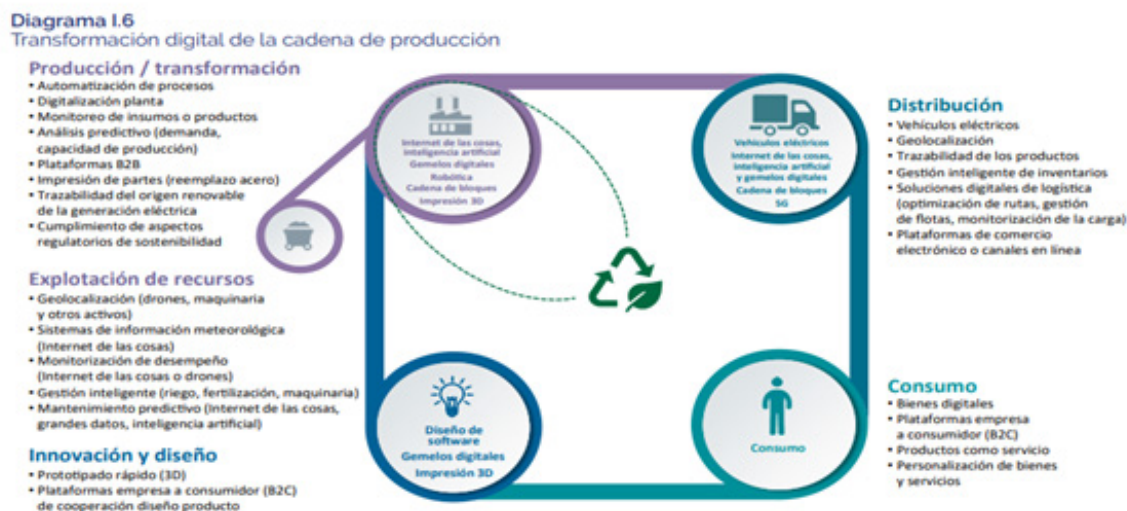 Diagrama I.6
Transformación digital de la cadena de producción
Producción / transformación
• Automatización de procesos
• Digitalización planta
• Monitoreo de insumos o productos
• Análisis predictivo (demanda,
capacidad de producción)
• Plataformas B2B
• Impresión de partes (reemplazo acero)
• Trazabilidad del origen renovable
de la generación eléctrica
• Cumplimiento de aspectos
regulatorios de sostenibilidad
Explotación de recursos
• Geolocalización (drones, maquinaria
y otros activos)
• Sistemas de información meteorológica
(Internet de las cosas)
• Monitorización de desempeño
(Internet de las cosas o drones)
• Gestión inteligente (riego, fertilización, maquinaria)
• Mantenimiento predictivo (Internet de las cosas,
grandes datos, inteligencia artificial)
Innovación y diseño
• Prototipado rápido (3D)
• Plataformas empresa a consumidor (B2C)
de cooperación diseño producto
Internet de las cosas,
inteligencia artificial
Gemelos digitales
Robótica
Cadena de bloques
Impresión 3D
Vehículos eléctricos
Internet de las cosas,
inteligencia artificial
y gemelos digitales
Cadena de bloques
5G
Diseño de
software
Gemelos digitales
Impresión 3D
Consumo
Distribución
• Vehículos eléctricos
• Geolocalización
• Trazabilidad de los productos
• Gestión inteligente de inventarios
• Soluciones digitales de logística
(optimización de rutas, gestión
de flotas, monitorización de la carga)
• Plataformas de comercio
electrónico o canales en línea
Consumo
• Bienes digitales
• Plataformas empresa
a consumidor (B2C)
• Productos como servicio
• Personalización de bienes
y servicios